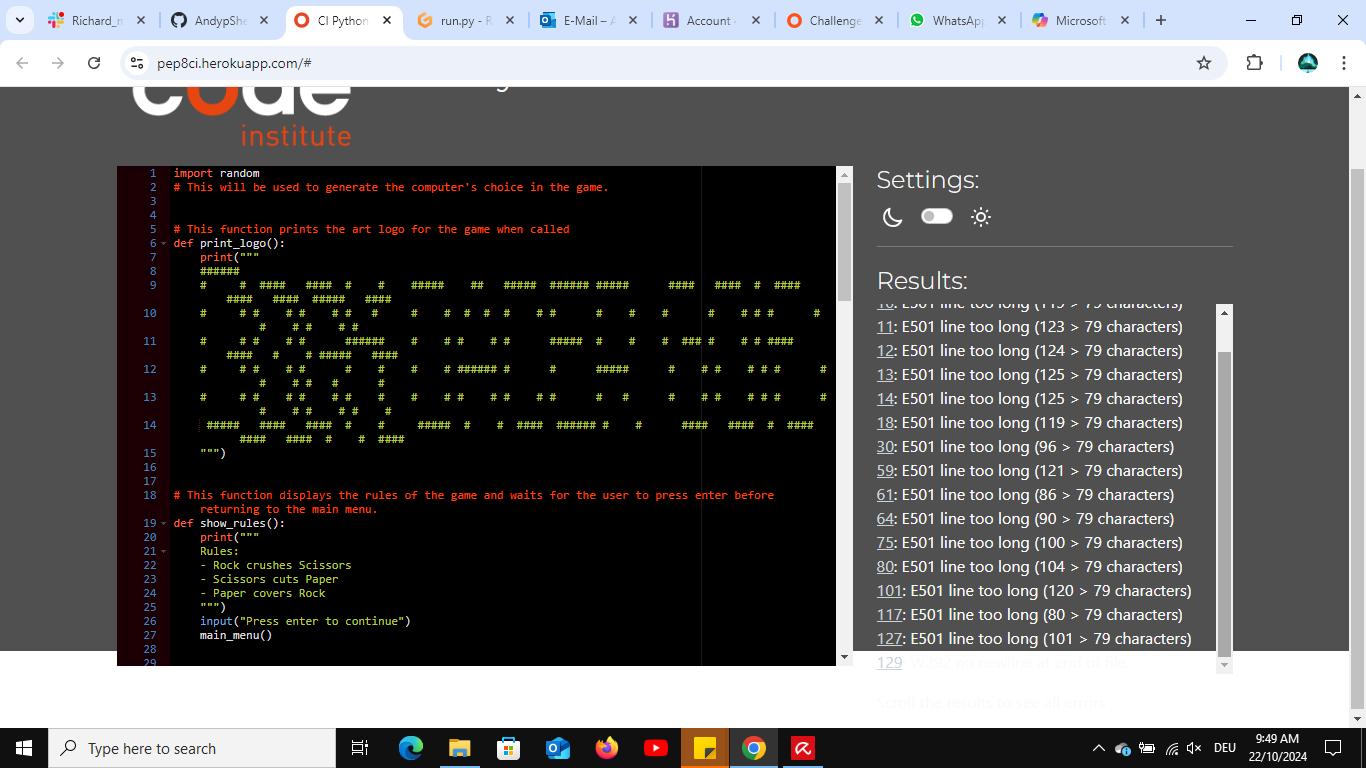 Richard_n
AndypShe
CI Python
run.py - R
E-Mail – A
Account -
Challenge
WhatsApp
Microsoft
pep8ci.herokuapp.com/#
code
institute
1 import random
2 # This will be used to generate the computer's choice in the game.
3
4
5 # This function prints the art logo for the game when called
6 def print_logo():
7 print("""
8 ######
9 # # #### #### # # ##### ## ##### ###### ##### #### #### # ####
#### #### ##### ####
10 # # # # # # # # # # # # # # # # # # # # # # #
# # # # #
11 # # # # # ###### # # # # # ##### # # # ### # # # ####
#### # # ##### ####
12 # # # # # # # # # ###### # # ##### # # # # # # #
# # # # #
13 # # # # # # # # # # # # # # # # # # # # # # #
# # # # # #
14 ##### #### #### # # ##### # # #### ###### # # #### #### # ####
#### #### # # ####
15 """)
16
17
18 # This function displays the rules of the game and waits for the user to press enter before
returning to the main menu.
19 def show_rules():
20 print("""
21 Rules:
22 - Rock crushes Scissors
23 - Scissors cuts Paper
24 - Paper covers Rock
25 """)
26 input("Press enter to continue")
27 main_menu()
28
29
Settings:
Results:
10: E501 line too long (119 > 79 characters)
11: E501 line too long (123 > 79 characters)
12: E501 line too long (124 > 79 characters)
13: E501 line too long (125 > 79 characters)
14: E501 line too long (125 > 79 characters)
18: E501 line too long (119 > 79 characters)
30: E501 line too long (96 > 79 characters)
59: E501 line too long (121 > 79 characters)
61: E501 line too long (86 > 79 characters)
64: E501 line too long (90 > 79 characters)
75: E501 line too long (100 > 79 characters)
80: E501 line too long (104 > 79 characters)
101: E501 line too long (120 > 79 characters)
117: E501 line too long (80 > 79 characters)
127: E501 line too long (101 > 79 characters)
129: W292 no newline at end of file
Scroll the results to see all errors
Type here to search
DEU
9:49 AM
22/10/2024